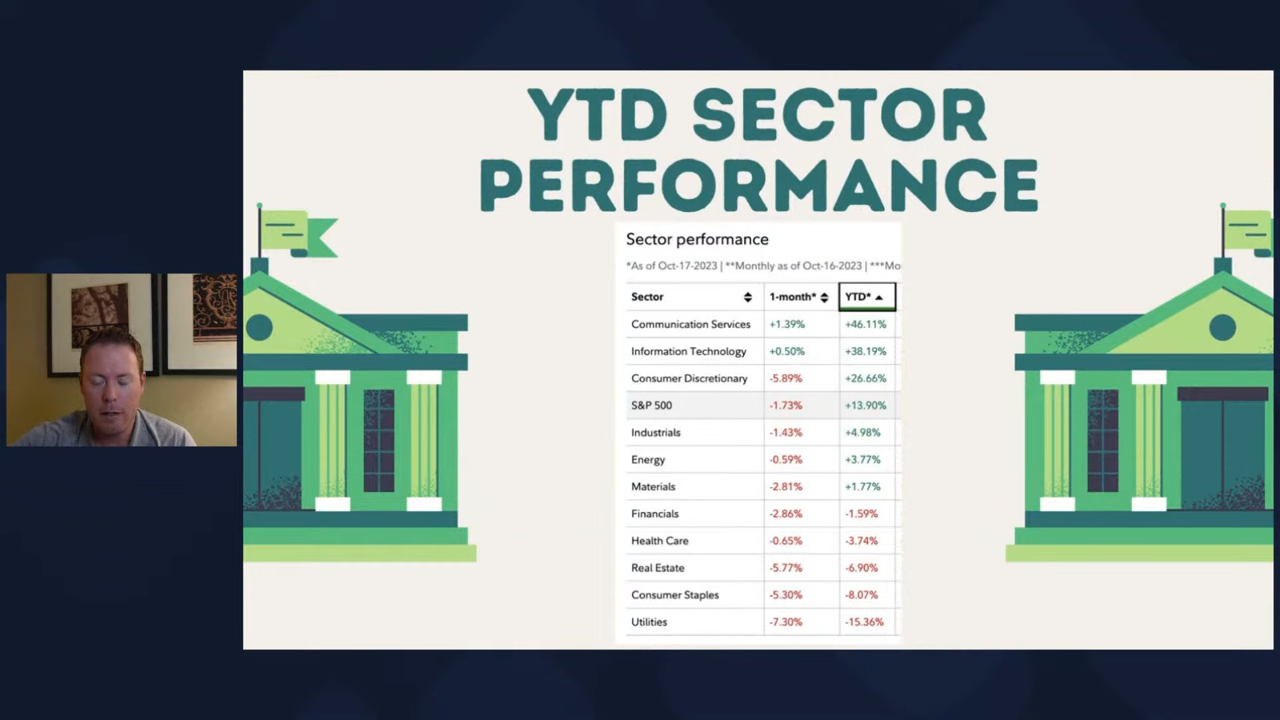 YTD SECTOR
PERFORMANCE
Sector performance
*As of Oct-17-2023 | **Monthly as of Oct-16-2023 | ***Mo
Sector 1-month* YTD*
Communication Services +1.39% +46.11%
Information Technology +0.50% +38.19%
Consumer Discretionary -5.89% +26.66%
S&P 500 -1.73% +13.90%
Industrials -1.43% +4.98%
Energy -0.59% +3.77%
Materials -2.81% +1.77%
Financials -2.86% -1.59%
Health Care -0.65% -3.74%
Real Estate -5.77% -6.90%
Consumer Staples -5.30% -8.07%
Utilities -7.30% -15.36%